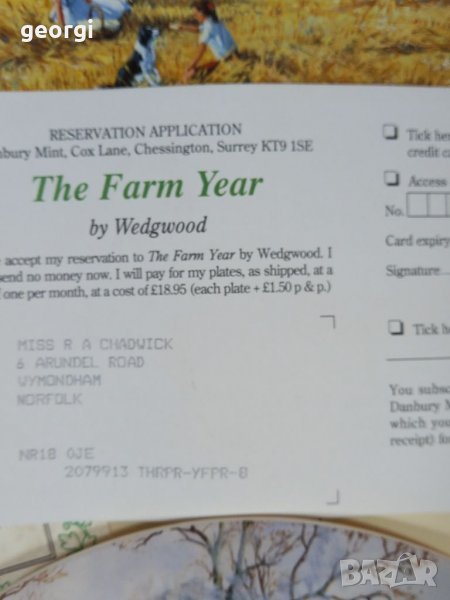 georgi
RESERVATION APPLICATION
Mint, Cox Lane, Chessington, Surrey KT9 1SE
The Farm Year
by Wedgwood
accept my reservation to The Farm Year by Wedgwood. I
send no money now. I will pay for my plates, as shipped, at a
one per month, at a cost of £18.95 (each plate + £1.50 p & p.)
MISS R A CHADWICK
6 ARUNDEL ROAD
WYMONDHAM
NORFOLK
NR18 0JE
2079913 THRPR-YFPR-8
Tick
credit
Access
No.
Card expiry
Signature
Tick
You
Danbury
which you
receipt)
BAZAR